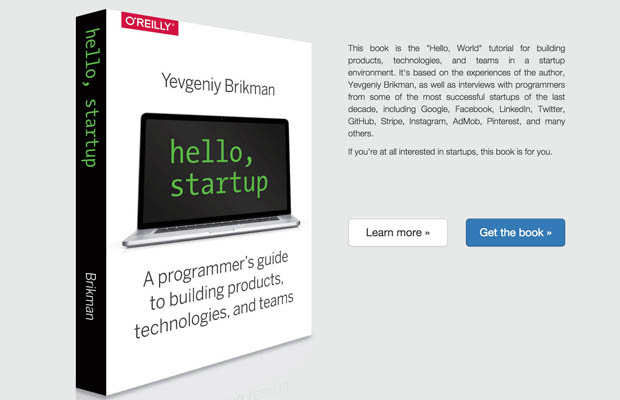 O'REILLY®
hello, startup
Brikman
Yevgeniy Brikman
hello,
startup
A programmer's guide
to building products,
technologies, and teams
This book is the "Hello, World" tutorial for building
products, technologies, and teams in a startup
environment. It's based on the experiences of the author,
Yevgeniy Brikman, as well as interviews with programmers
from some of the most successful startups of the last
decade, including Google, Facebook, LinkedIn, Twitter,
GitHub, Stripe, Instagram, AdMob, Pinterest, and many
others.
If you're at all interested in startups, this book is for you.
Learn more »
Get the book »